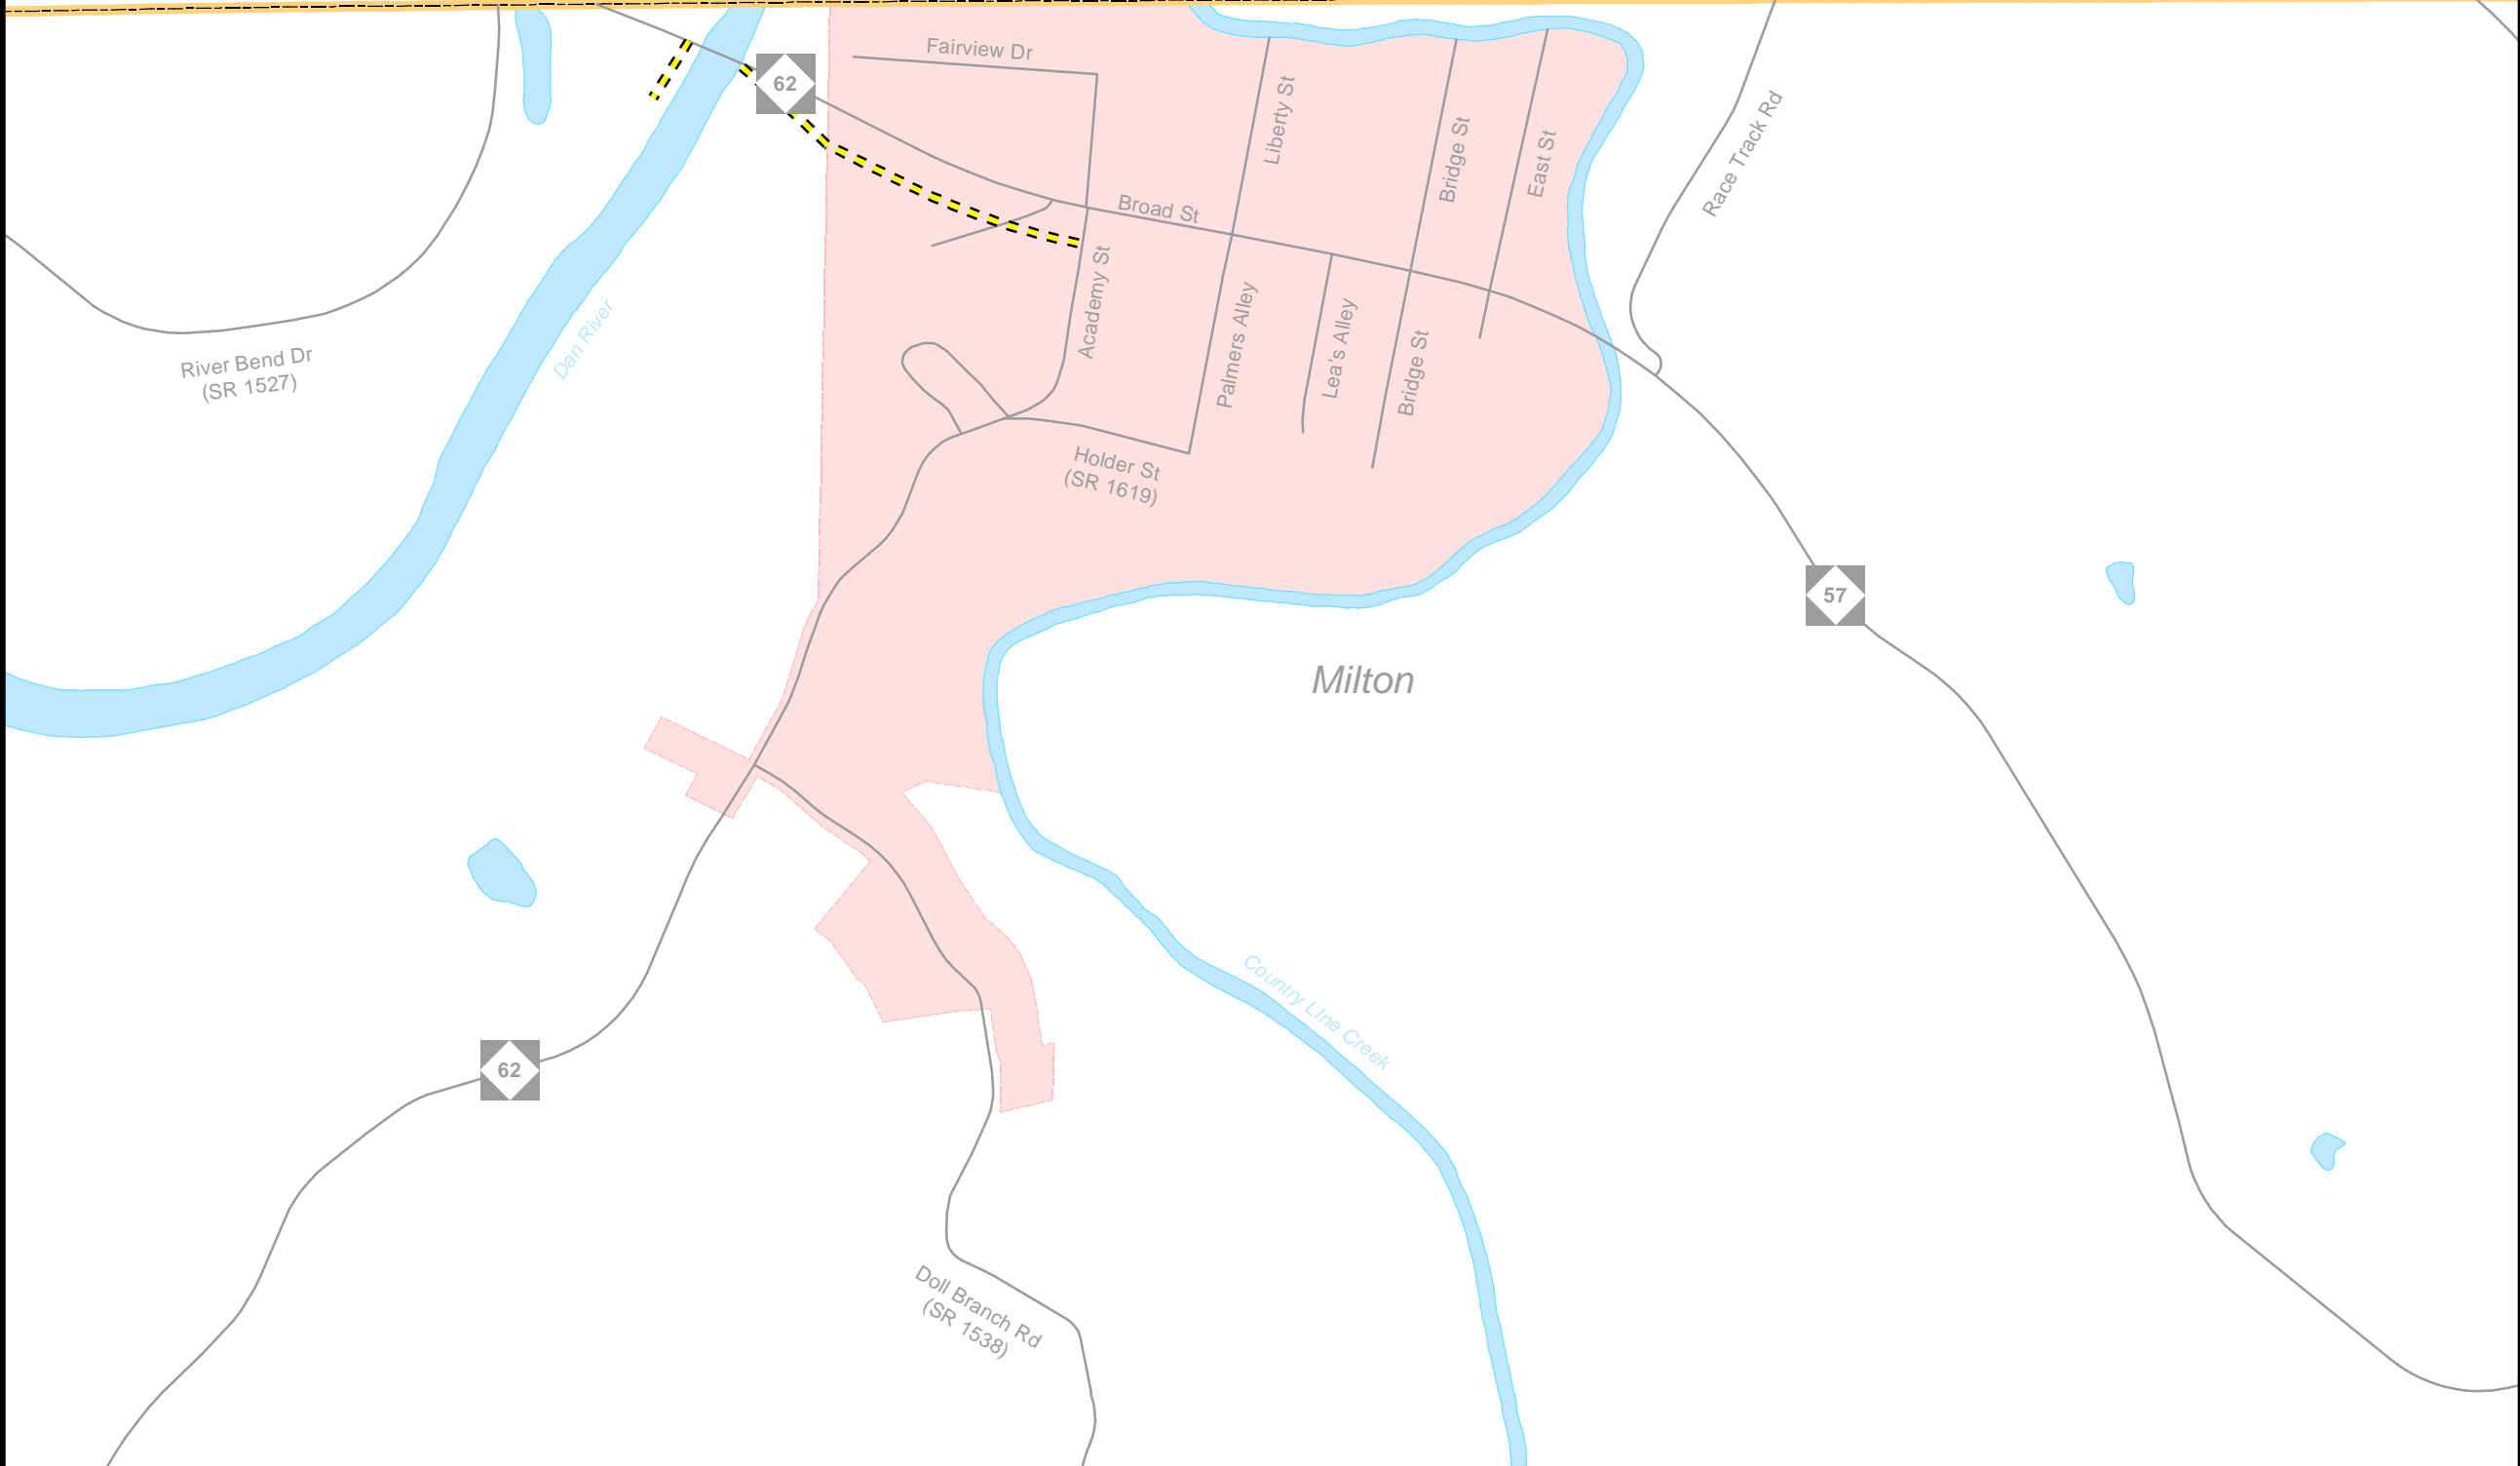 Fairview Dr
62
Liberty St
Bridge St
East St
Race Track Rd
Broad St
Academy St
Palmers Alley
Lea's Alley
Bridge St
Dan River
River Bend Dr
(SR 1527)
Holder St
(SR 1619)
57
Milton
Country LIne Creek
62
Doll Branch Rd
(SR 1538)